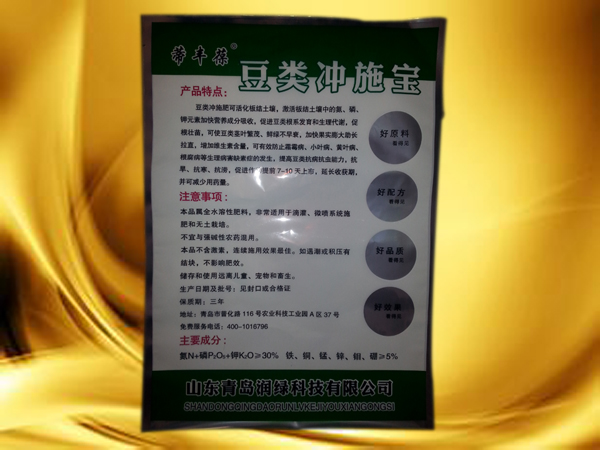 蒂丰葆®
豆类冲施宝
产品特点：
豆类冲施肥可活化板结土壤，激活板结土壤中的氮、磷、
钾元素加快营养成分吸收，促进豆类根系发育和生理代谢，促
根壮苗，可使豆类茎叶繁茂、鲜绿不早衰，加快果实膨大助长
拉直，增加维生素含量，可有效防止霜霉病、小叶病、黄叶病、
根腐病等生理病害缺素症的发生。提高豆类抗病抗虫能力，抗
旱、抗寒、抗涝，促进作物提前7-10天上市，延长收获期，
并可减少用药量。
注意事项：
本品属全水溶性肥料，非常适用于滴灌、微喷系统施
肥和无土栽培。
不宜与强碱性农药混用。
本品不含激素，连续施用效果最佳。如遇潮或积压有
结块，不影响肥效。
储存和使用远离儿童、宠物和畜生。
生产日期及批号：见封口或合格证
保质期：三年
地址：青岛市普化路116号农业科技工业园A区37号
免费服务电话：400-1016796
主要成分：
氮N+磷P₂O₅+钾K₂O≥30% 铁、铜、锰、锌、钼、硼≥5%
好原料
看得见
好配方
看得见
好品质
看得见
好效果
看得见
山东青岛润绿科技有限公司
SHANDONGQINGDAORUNLVKEJIYOUXIANGONGSI